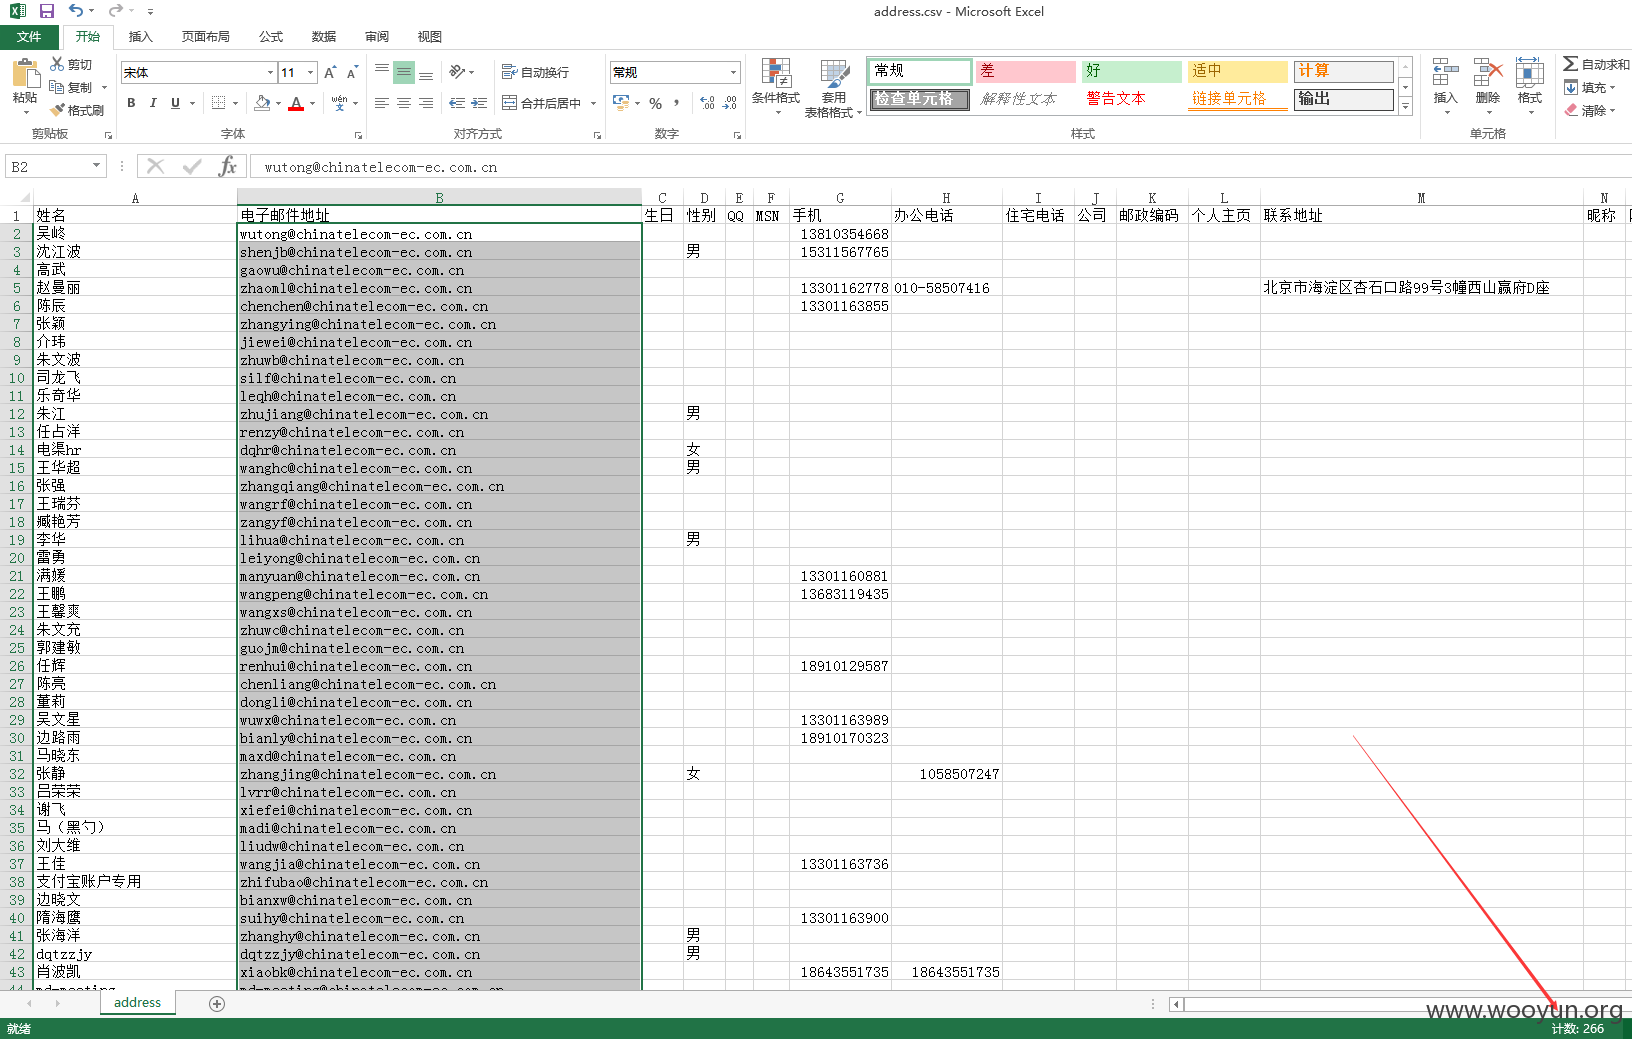 address.csv - Microsoft Excel
文件 开始 插入 页面布局 公式 数据 审阅 视图
剪切 宋体 11 自动换行 常规 常规 差 好 适中 计算 自动求和
粘贴 复制 格式刷 B I U 合并后居中 % 条件格式 套用表格格式 检查单元格 解释性文本 警告文本 链接单元格 输出 插入 删除 格式 填充 清除
剪贴板 字体 对齐方式 数字 样式 单元格
B2 fx wutong@chinatelecom-ec.com.cn
A B C D E F G H I J K L M N
1 姓名 电子邮件地址 生日 性别 QQ MSN 手机 办公电话 住宅电话 公司 邮政编码 个人主页 联系地址 昵称
2 吴峂 wutong@chinatelecom-ec.com.cn 13810354668
3 沈江波 shenjb@chinatelecom-ec.com.cn 男 15311567765
4 高武 gaowu@chinatelecom-ec.com.cn
5 赵曼丽 zhaoml@chinatelecom-ec.com.cn 13301162778 010-58507416 北京市海淀区杏石口路99号3幢西山赢府D座
6 陈辰 chenchen@chinatelecom-ec.com.cn 13301163855
7 张颖 zhangying@chinatelecom-ec.com.cn
8 介玮 jiewei@chinatelecom-ec.com.cn
9 朱文波 zhuwb@chinatelecom-ec.com.cn
10 司龙飞 silf@chinatelecom-ec.com.cn
11 乐奇华 leqh@chinatelecom-ec.com.cn
12 朱江 zhujiang@chinatelecom-ec.com.cn 男
13 任占洋 renzy@chinatelecom-ec.com.cn
14 电渠hr dqhr@chinatelecom-ec.com.cn 女
15 王华超 wanghc@chinatelecom-ec.com.cn 男
16 张强 zhangqiang@chinatelecom-ec.com.cn
17 王瑞芬 wangrf@chinatelecom-ec.com.cn
18 臧艳芳 zangyf@chinatelecom-ec.com.cn
19 李华 lihua@chinatelecom-ec.com.cn 男
20 雷勇 leiyong@chinatelecom-ec.com.cn
21 满媛 manyuan@chinatelecom-ec.com.cn 13301160881
22 王鹏 wangpeng@chinatelecom-ec.com.cn 13683119435
23 王馨爽 wangxs@chinatelecom-ec.com.cn
24 朱文充 zhuwc@chinatelecom-ec.com.cn
25 郭建敏 guojm@chinatelecom-ec.com.cn
26 任辉 renhui@chinatelecom-ec.com.cn 18910129587
27 陈亮 chenliang@chinatelecom-ec.com.cn
28 董莉 dongli@chinatelecom-ec.com.cn
29 吴文星 wuwx@chinatelecom-ec.com.cn 13301163989
30 边路雨 bianly@chinatelecom-ec.com.cn 18910170323
31 马晓东 maxd@chinatelecom-ec.com.cn
32 张静 zhangjing@chinatelecom-ec.com.cn 女 1058507247
33 吕荣荣 lvrr@chinatelecom-ec.com.cn
34 谢飞 xiefei@chinatelecom-ec.com.cn
35 马（黑勺） madi@chinatelecom-ec.com.cn
36 刘大维 liudw@chinatelecom-ec.com.cn
37 王佳 wangjia@chinatelecom-ec.com.cn 13301163736
38 支付宝账户专用 zhifubao@chinatelecom-ec.com.cn
39 边晓文 bianxw@chinatelecom-ec.com.cn
40 隋海鹰 suihy@chinatelecom-ec.com.cn 13301163900
41 张海洋 zhanghy@chinatelecom-ec.com.cn 男
42 dqtzzjy dqtzzjy@chinatelecom-ec.com.cn 男
43 肖波凯 xiaobk@chinatelecom-ec.com.cn 18643551735 18643551735
address
www.wooyun.org
就绪 计数: 266